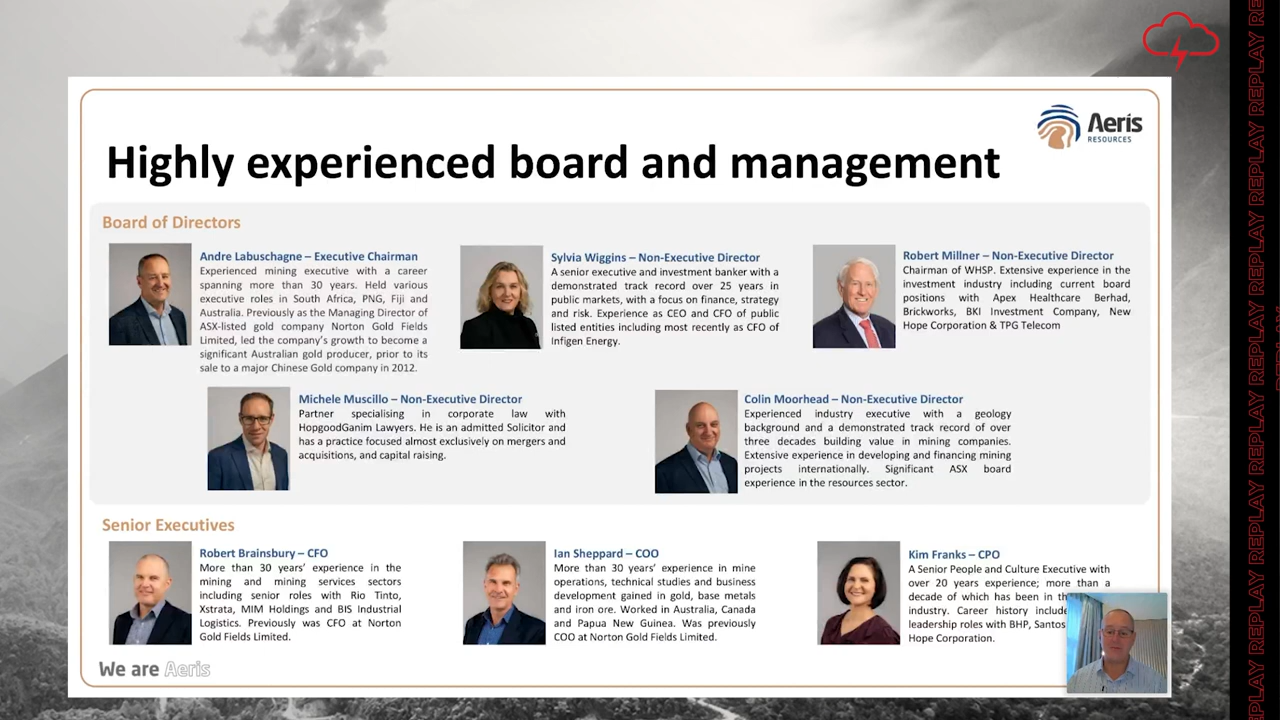 Aeris
RESOURCES
Highly experienced board and management
Board of Directors
Andre Labuschagne – Executive Chairman
Experienced mining executive with a career
spanning more than 30 years. Held various
executive roles in South Africa, PNG, Fiji and
Australia. Previously as the Managing Director of
ASX-listed gold company Norton Gold Fields
Limited, led the company's growth to become a
significant Australian gold producer, prior to its
sale to a major Chinese Gold company in 2012.
Sylvia Wiggins – Non-Executive Director
A senior executive and investment banker with a
demonstrated track record over 25 years in
public markets, with a focus on finance, strategy
and risk. Experience as CEO and CFO of public
listed entities including most recently as CFO of
Infigen Energy.
Robert Millner – Non-Executive Director
Chairman of WHSP. Extensive experience in the
investment industry including current board
positions with Apex Healthcare Berhad,
Brickworks, BKI Investment Company, New
Hope Corporation & TPG Telecom
Michele Muscillo – Non-Executive Director
Partner specialising in corporate law with
HopgoodGanim Lawyers. He is an admitted Solicitor and
has a practice focused almost exclusively on mergers and
acquisitions, and capital raising.
Colin Moorhead – Non-Executive Director
Experienced industry executive with a geology
background and a demonstrated track record of over
three decades building value in mining companies.
Extensive experience in developing and financing mining
projects internationally. Significant ASX board
experience in the resources sector.
Senior Executives
Robert Brainsbury – CFO
More than 30 years' experience in the
mining and mining services sectors
including senior roles with Rio Tinto,
Xstrata, MIM Holdings and BIS Industrial
Logistics. Previously was CFO at Norton
Gold Fields Limited.
Ian Sheppard – COO
More than 30 years' experience in mine
operations, technical studies and business
development gained in gold, base metals
and iron ore. Worked in Australia, Canada
and Papua New Guinea. Was previously
COO at Norton Gold Fields Limited.
Kim Franks – CPO
A Senior People and Culture Executive with
over 20 years experience; more than a
decade of which has been in
industry. Career history
leadership roles with BHP, Santos
Hope Corporation.
We are Aeris
REPLAY REPLAY REPLAY REPLAY REPLAY REPLAY REPLAY REPLAY